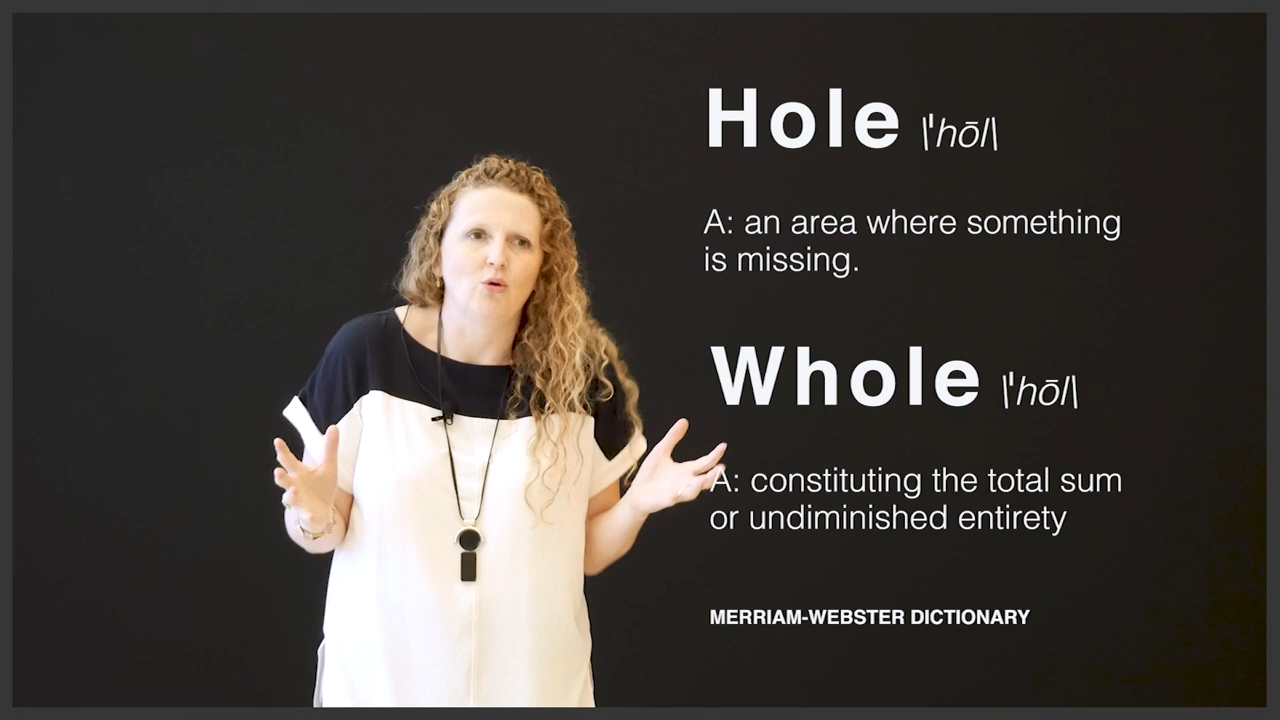 Hole \ˈhōl\
A: an area where something
is missing.
Whole \ˈhōl\
A: constituting the total sum
or undiminished entirety
MERRIAM-WEBSTER DICTIONARY